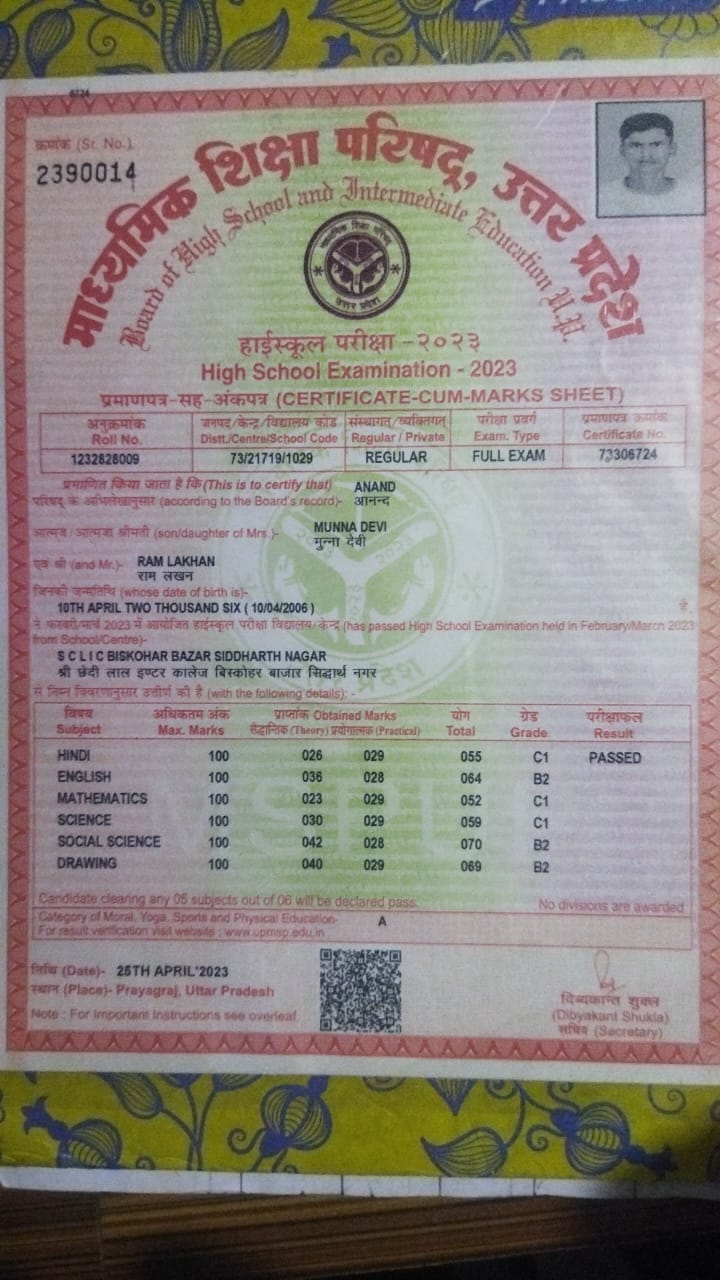 6724
क्रमांक (Sr. No.)
2390014
माध्यमिक शिक्षा परिषद्, उत्तर प्रदेश
Board of High School and Intermediate Education U.P.
माध्यमिक शिक्षा परिषद्
उत्तर प्रदेश
हाईस्कूल परीक्षा -२०२३
High School Examination - 2023
प्रमाणपत्र-सह-अंकपत्र (CERTIFICATE-CUM-MARKS SHEET)
अनुक्रमांक जनपद/केन्द्र/विद्यालय कोड संस्थागत/व्यक्तिगत परीक्षा प्रवर्ग प्रमाणपत्र क्रमांक
Roll No. Distt./Centre/School Code Regular / Private Exam. Type Certificate No.
1232628009 73/21719/1029 REGULAR FULL EXAM 73306724
प्रमाणित किया जाता है कि (This is to certify that) ANAND
परिषद् के अभिलेखानुसार (according to the Board's record)- आनन्द
आत्मज/आत्मजा श्रीमती (son/daughter of Mrs.)- MUNNA DEVI
मुन्ना देवी
एवं श्री (and Mr.)- RAM LAKHAN
राम लखन
जिनकी जन्मतिथि (whose date of birth is)-
10TH APRIL TWO THOUSAND SIX ( 10/04/2006 ) है,
ने फरवरी/मार्च 2023 में आयोजित हाईस्कूल परीक्षा विद्यालय/केन्द्र (has passed High School Examination held in February/March 2023
from School/Centre)-
S C L I C BISKOHAR BAZAR SIDDHARTH NAGAR
श्री छेदी लाल इण्टर कालेज बिस्कोहर बाजार सिद्धार्थ नगर
से निम्न विवरणानुसार उत्तीर्ण की है (with the following details): -
विषय अधिकतम अंक प्राप्तांक Obtained Marks योग ग्रेड परीक्षाफल
Subject Max. Marks सैद्धान्तिक (Theory) प्रयोगात्मक (Practical) Total Grade Result
HINDI 100 026 029 055 C1 PASSED
ENGLISH 100 036 028 064 B2
MATHEMATICS 100 023 029 052 C1
SCIENCE 100 030 029 059 C1
SOCIAL SCIENCE 100 042 028 070 B2
DRAWING 100 040 029 069 B2
Candidate clearing any 05 subjects out of 06 will be declared pass. No divisions are awarded
Category of Moral, Yoga, Sports and Physical Education- A
For result verification visit website : www.upmsp.edu.in
तिथि (Date)- 25TH APRIL'2023
स्थान (Place)- Prayagraj, Uttar Pradesh
Note : For Important Instructions see overleaf.
दिव्यकान्त शुक्ल
(Dibyakant Shukla)
सचिव (Secretary)